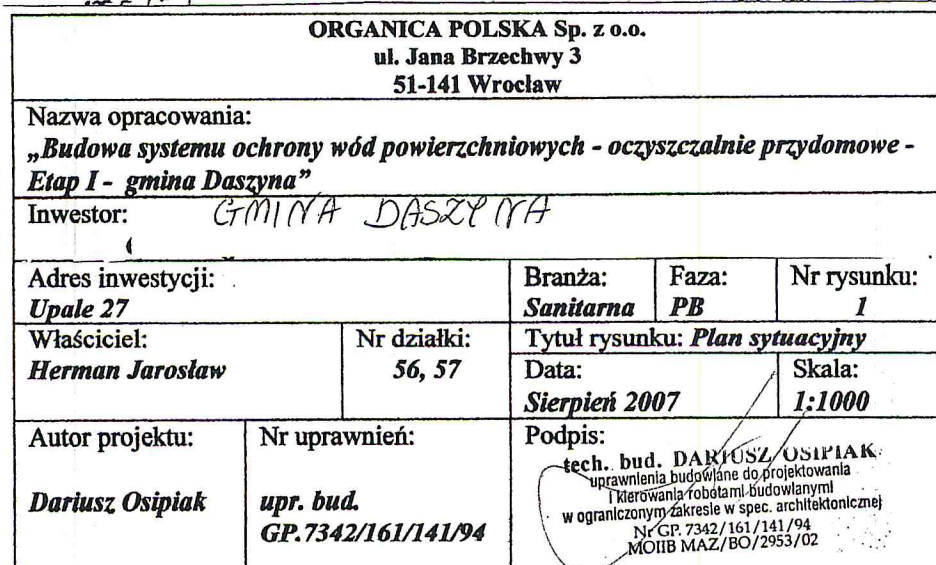 ORGANICA POLSKA Sp. z o.o.
ul. Jana Brzechwy 3
51-141 Wrocław
Nazwa opracowania:
„Budowa systemu ochrony wód powierzchniowych - oczyszczalnie przydomowe -
Etap I - gmina Daszyna”
Inwestor: GMINA DASZYNA
Adres inwestycji:
Upale 27
Branża:
Sanitarna
Faza:
PB
Nr rysunku:
1
Właściciel:
Herman Jarosław
Nr działki:
56, 57
Tytuł rysunku: Plan sytuacyjny
Data:
Sierpień 2007
Skala:
1:1000
Autor projektu:
Dariusz Osipiak
Nr uprawnień:
upr. bud.
GP.7342/161/141/94
Podpis:
tech. bud. DARIUSZ OSIPIAK
uprawnienia budowlane do projektowania
i kierowania robotami budowlanymi
w ograniczonym zakresie w spec. architektonicznej
Nr GP. 7342/161/141/94
MOIIB MAZ/BO/2953/02